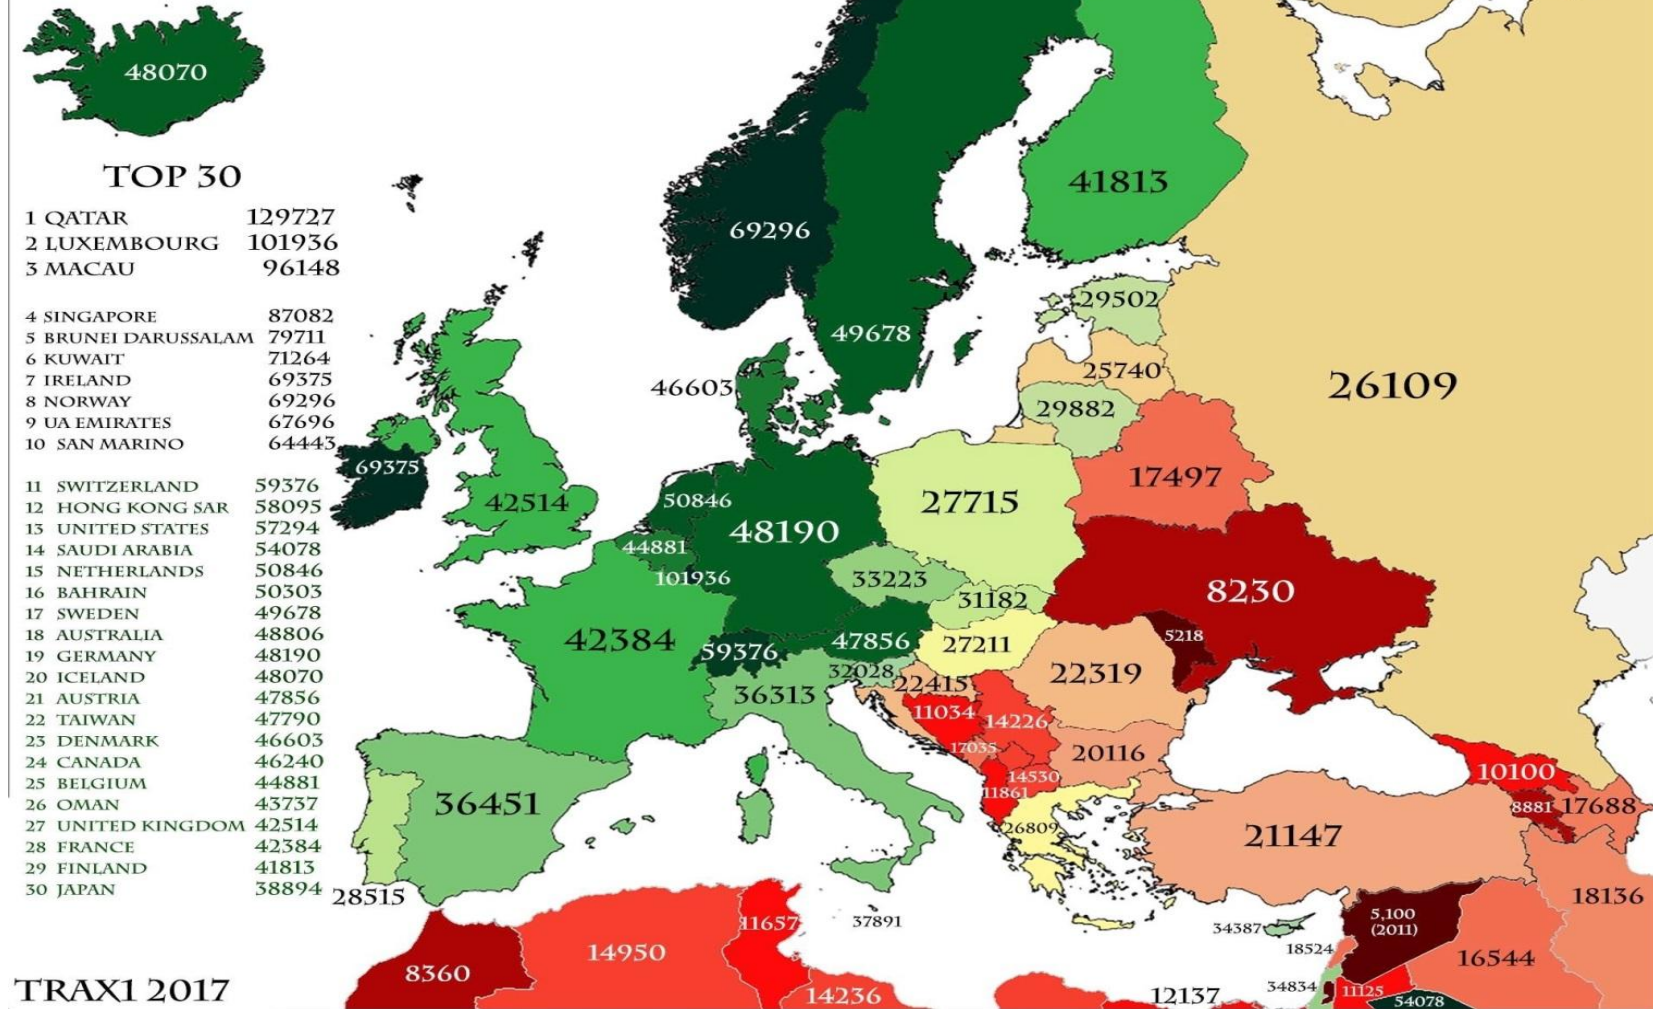 48070
TOP 30
1 QATAR 129727
2 LUXEMBOURG 101936
3 MACAU 96148
4 SINGAPORE 87082
5 BRUNEI DARUSSALAM 79711
6 KUWAIT 71264
7 IRELAND 69375
8 NORWAY 69296
9 UA EMIRATES 67696
10 SAN MARINO 64443
11 SWITZERLAND 59376
12 HONG KONG SAR 58095
13 UNITED STATES 57294
14 SAUDI ARABIA 54078
15 NETHERLANDS 50846
16 BAHRAIN 50303
17 SWEDEN 49678
18 AUSTRALIA 48806
19 GERMANY 48190
20 ICELAND 48070
21 AUSTRIA 47856
22 TAIWAN 47790
23 DENMARK 46603
24 CANADA 46240
25 BELGIUM 44881
26 OMAN 43737
27 UNITED KINGDOM 42514
28 FRANCE 42384
29 FINLAND 41813
30 JAPAN 38894
TRAX1 2017
41813
69296
29502
49678
25740
26109
46603
29882
69375
17497
50846
42514
27715
48190
44881
101936
33223
8230
31182
42384
59376
47856
27211
5218
32028
22319
36313
22415
11034
14226
17035
20116
14530
10100
11861
36451
8881
17688
26809
21147
28515
18136
11657
37891
34387
5,100
(2011)
14950
18524
16544
8360
34834
11125
14236
12137
54078